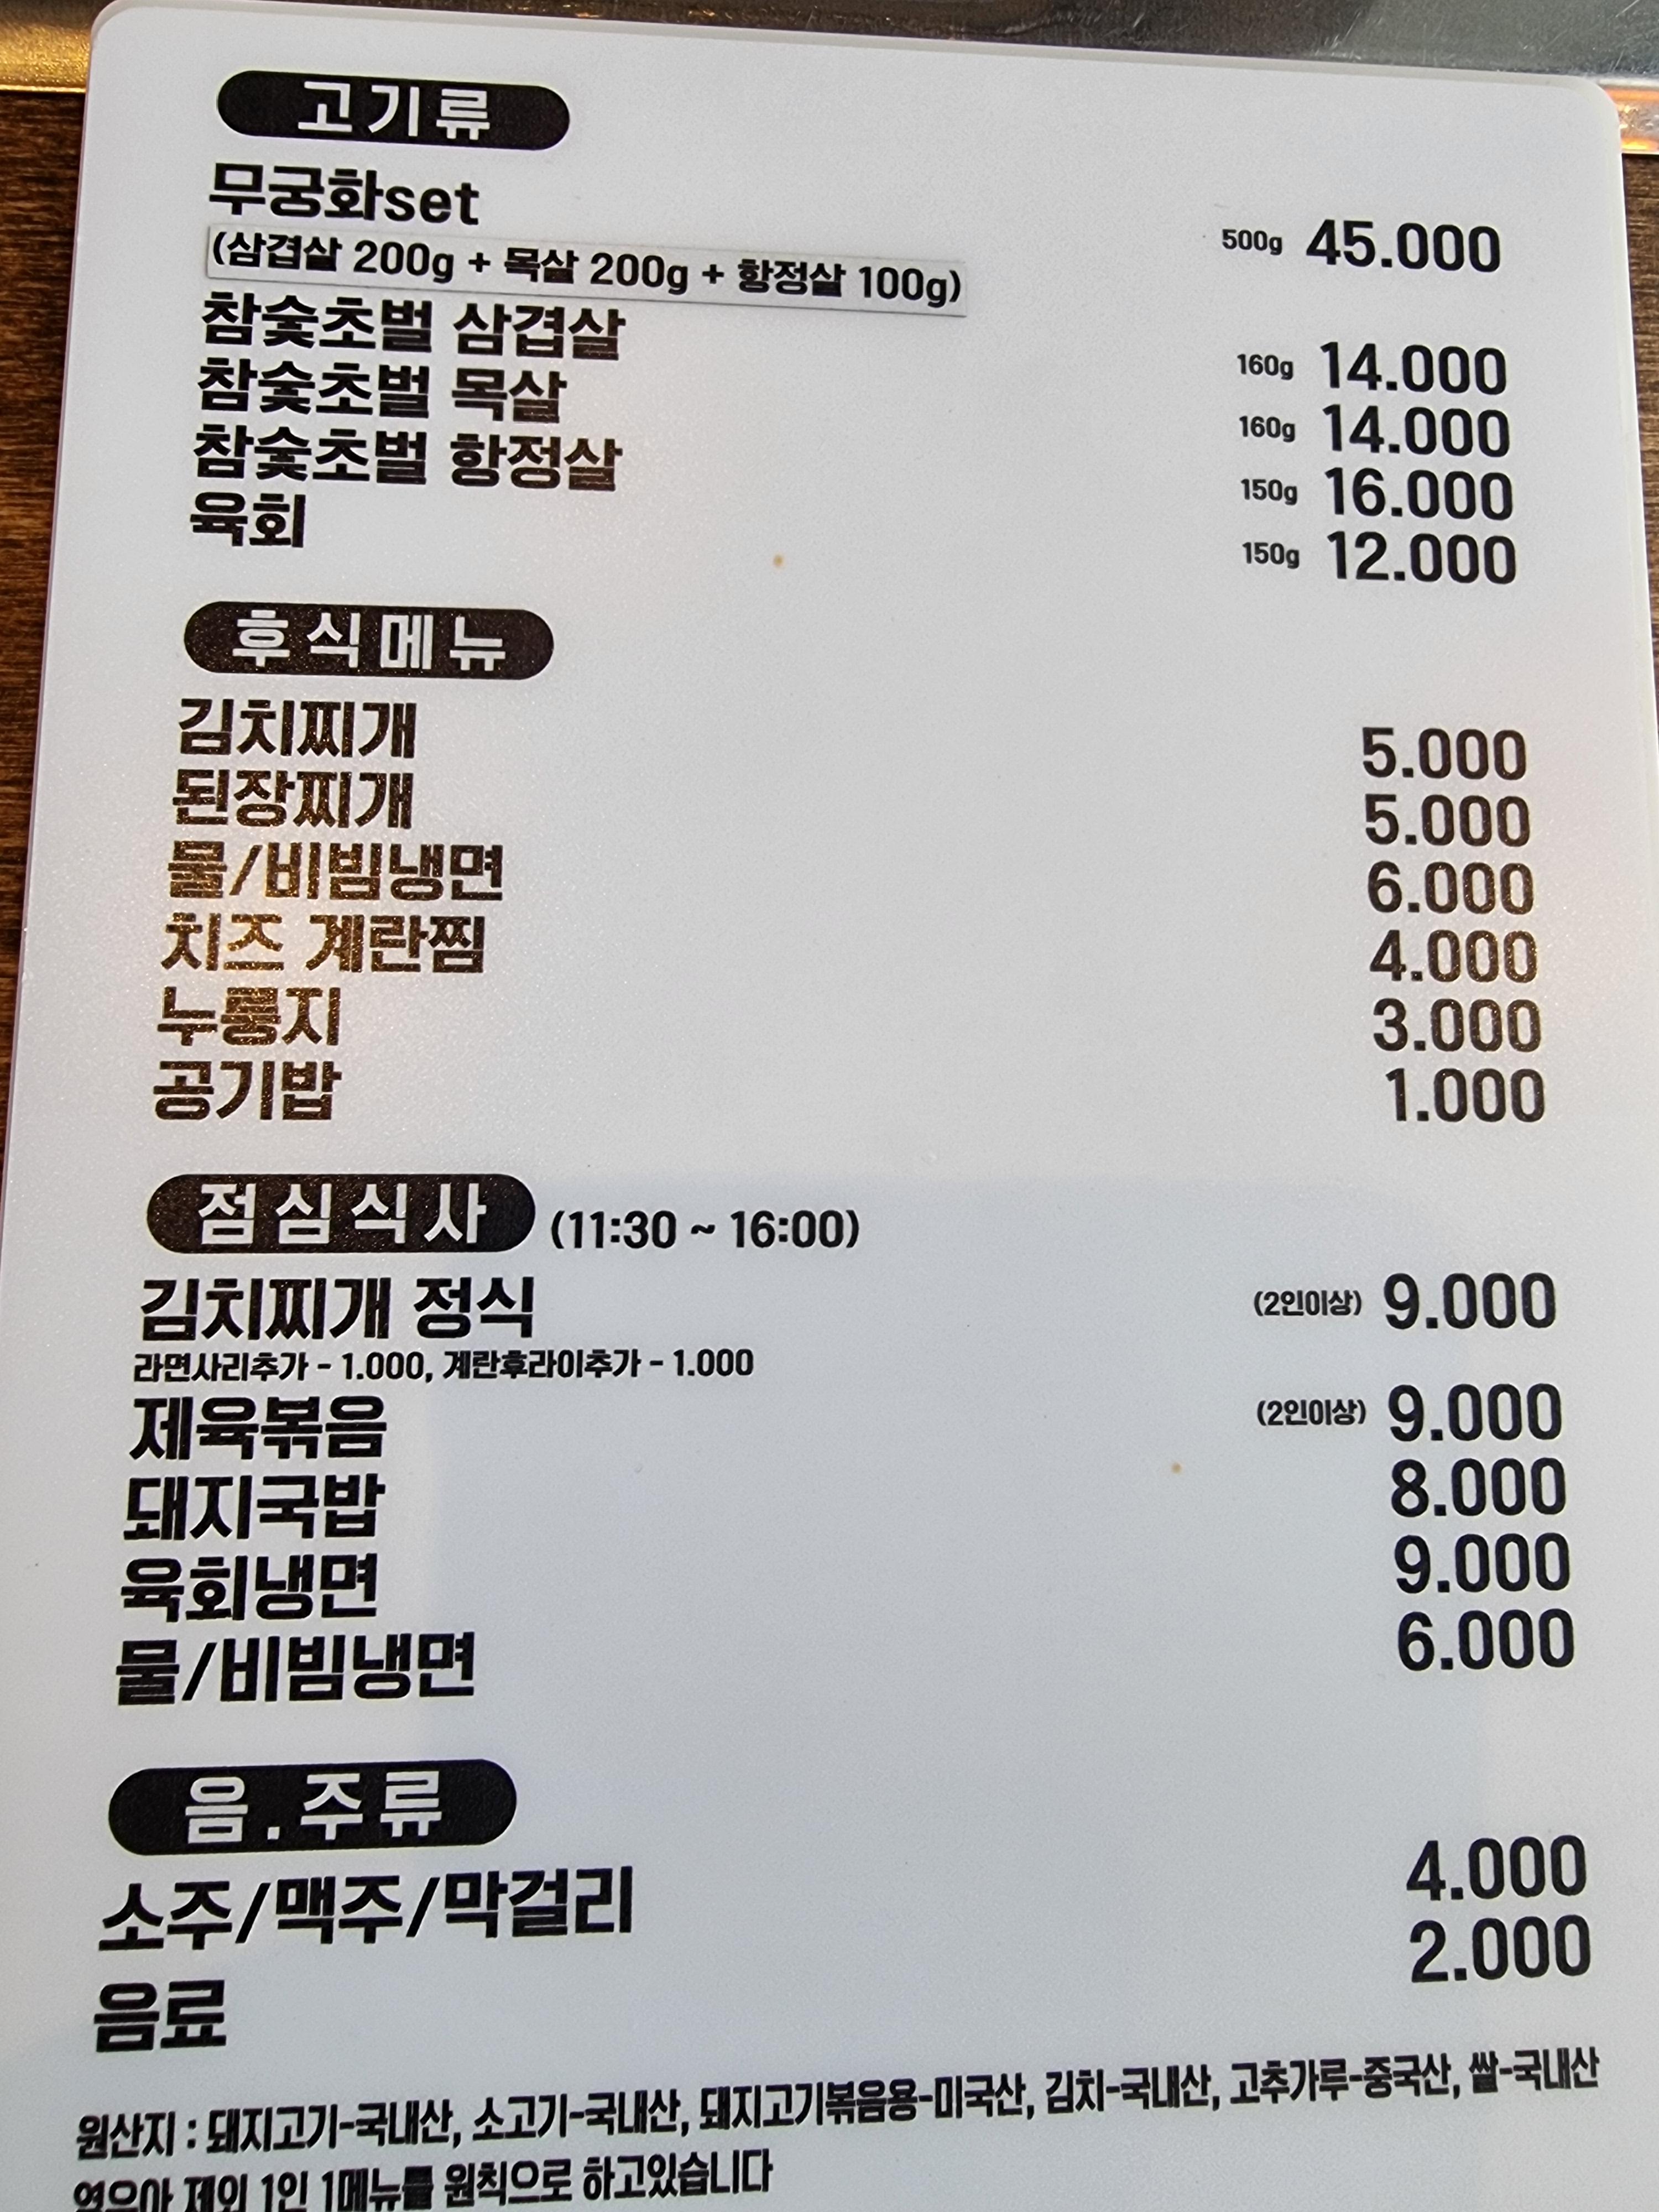 고기류
무궁화set 500g 45.000
(삼겹살 200g + 목살 200g + 항정살 100g)
참숯초벌 삼겹살 160g 14.000
참숯초벌 목살 160g 14.000
참숯초벌 항정살 150g 16.000
육회 150g 12.000
후식메뉴
김치찌개 5.000
된장찌개 5.000
물/비빔냉면 6.000
치즈 계란찜 4.000
누룽지 3.000
공기밥 1.000
점심식사 (11:30 ~ 16:00)
김치찌개 정식 (2인이상) 9.000
라면사리추가 - 1.000, 계란후라이추가 - 1.000
제육볶음 (2인이상) 9.000
돼지국밥 8.000
육회냉면 9.000
물/비빔냉면 6.000
음.주류
소주/맥주/막걸리 4.000
음료 2.000
원산지 : 돼지고기-국내산, 소고기-국내산, 돼지고기볶음용-미국산, 김치-국내산, 고추가루-중국산, 쌀-국내산
영유아 제외 1인 1메뉴를 원칙으로 하고있습니다